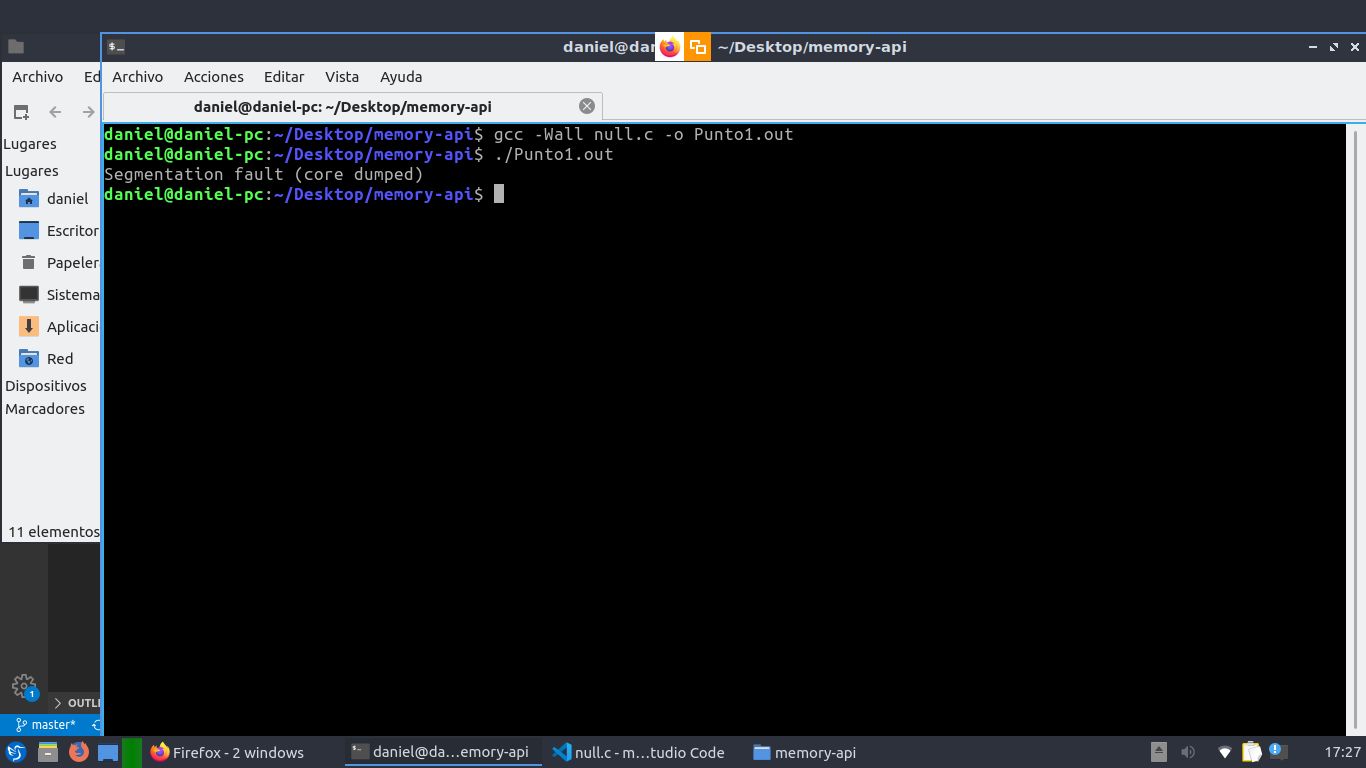 daniel@da
~/Desktop/memory-api
Archivo
Archivo Acciones Editar Vista Ayuda
daniel@daniel-pc: ~/Desktop/memory-api
daniel@daniel-pc:~/Desktop/memory-api$ gcc -Wall null.c -o Punto1.out
daniel@daniel-pc:~/Desktop/memory-api$ ./Punto1.out
Segmentation fault (core dumped)
daniel@daniel-pc:~/Desktop/memory-api$
Lugares
Lugares
daniel
Escritor
Papeler
Sistema
Aplicaci
Red
Dispositivos
Marcadores
11 elementos
1
OUTLI
master*
Firefox - 2 windows
daniel@da…emory-api
null.c - m…tudio Code
memory-api
17:27